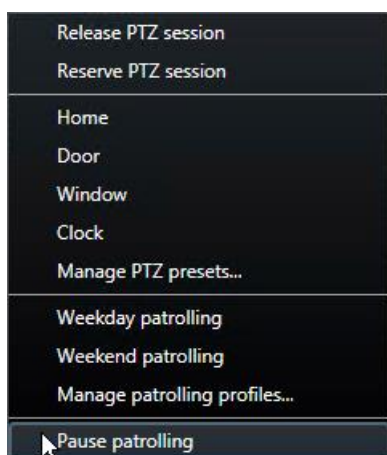 Release PTZ session
Reserve PTZ session
Home
Door
Window
Clock
Manage PTZ presets...
Weekday patrolling
Weekend patrolling
Manage patrolling profiles...
Pause patrolling